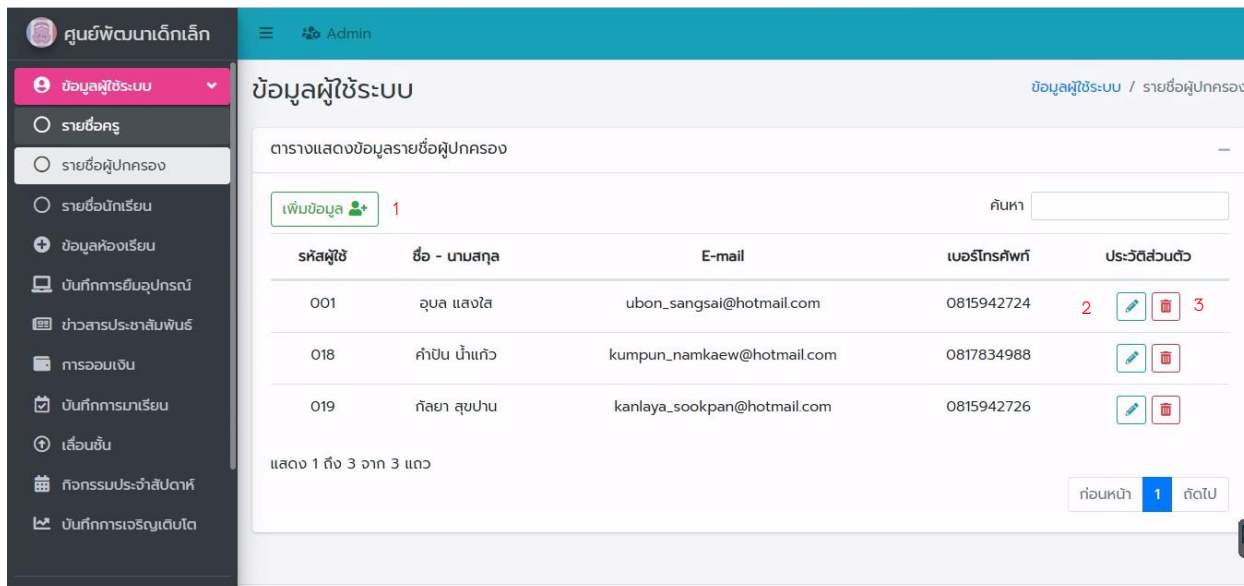 ศูนย์พัฒนาเด็กเล็ก
Admin
ข้อมูลผู้ใช้ระบบ
รายชื่อครู
รายชื่อผู้ปกครอง
รายชื่อนักเรียน
ข้อมูลห้องเรียน
บันทึกการยืมอุปกรณ์
ข่าวสารประชาสัมพันธ์
การออมเงิน
บันทึกการมาเรียน
เลื่อนชั้น
กิจกรรมประจำสัปดาห์
บันทึกการเจริญเติบโต
ข้อมูลผู้ใช้ระบบ
ข้อมูลผู้ใช้ระบบ / รายชื่อผู้ปกครอง
ตารางแสดงข้อมูลรายชื่อผู้ปกครอง
เพิ่มข้อมูล 1 ค้นหา
รหัสผู้ใช้ ชื่อ - นามสกุล E-mail เบอร์โทรศัพท์ ประวัติส่วนตัว
001 อุบล แสงใส ubon_sangsai@hotmail.com 0815942724 2 3
018 คำปัน น้ำแก้ว kumpun_namkaew@hotmail.com 0817834988
019 กัลยา สุขปาน kanlaya_sookpan@hotmail.com 0815942726
แสดง 1 ถึง 3 จาก 3 แถว
ก่อนหน้า 1 ถัดไป